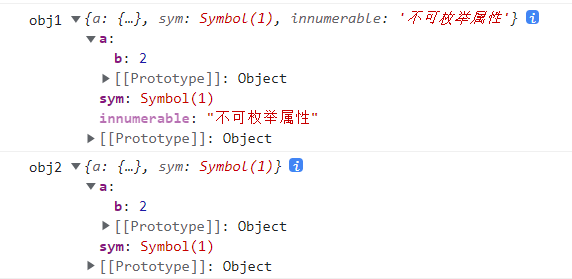 obj1 ▼{a: {…}, sym: Symbol(1), innumerable: '不可枚举属性'} i
▼a:
b: 2
▶[[Prototype]]: Object
sym: Symbol(1)
innumerable: "不可枚举属性"
▶[[Prototype]]: Object
obj2 ▼{a: {…}, sym: Symbol(1)} i
▼a:
b: 2
▶[[Prototype]]: Object
sym: Symbol(1)
▶[[Prototype]]: Object